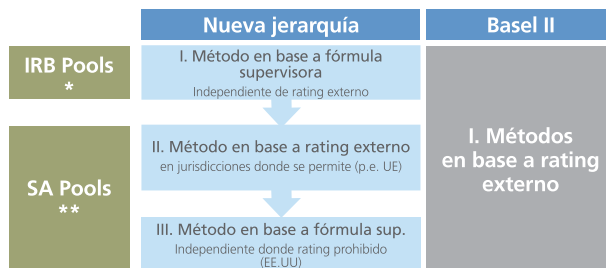 Nueva jerarquía
Basel II
IRB Pools
*
I. Método en base a fórmula
supervisora
Independiente de rating externo
SA Pools
**
II. Método en base a rating externo
en jurisdicciones donde se permite (p.e. UE)
III. Método en base a fórmula sup.
Independiente donde rating prohibido
(EE.UU)
I. Métodos
en base a rating
externo